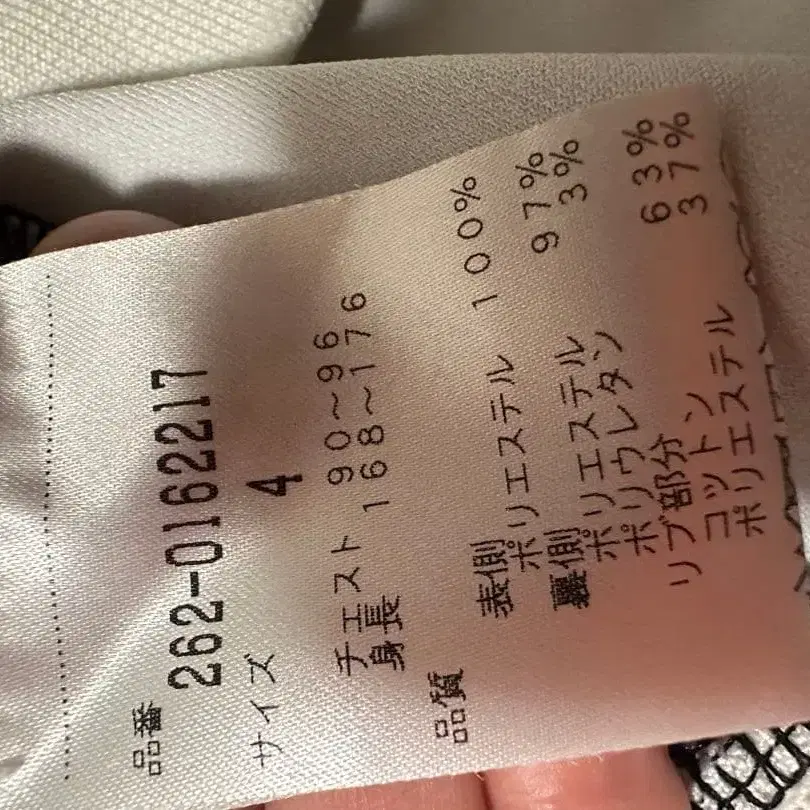 品番
262-0162217
サイズ 4
チェスト 90〜96
身長 168〜176
品質
表側
ポリエステル 100%
裏側
ポリエステル 97%
ポリウレタン 3%
リブ部分
コットン 63%
ポリエステル 37%